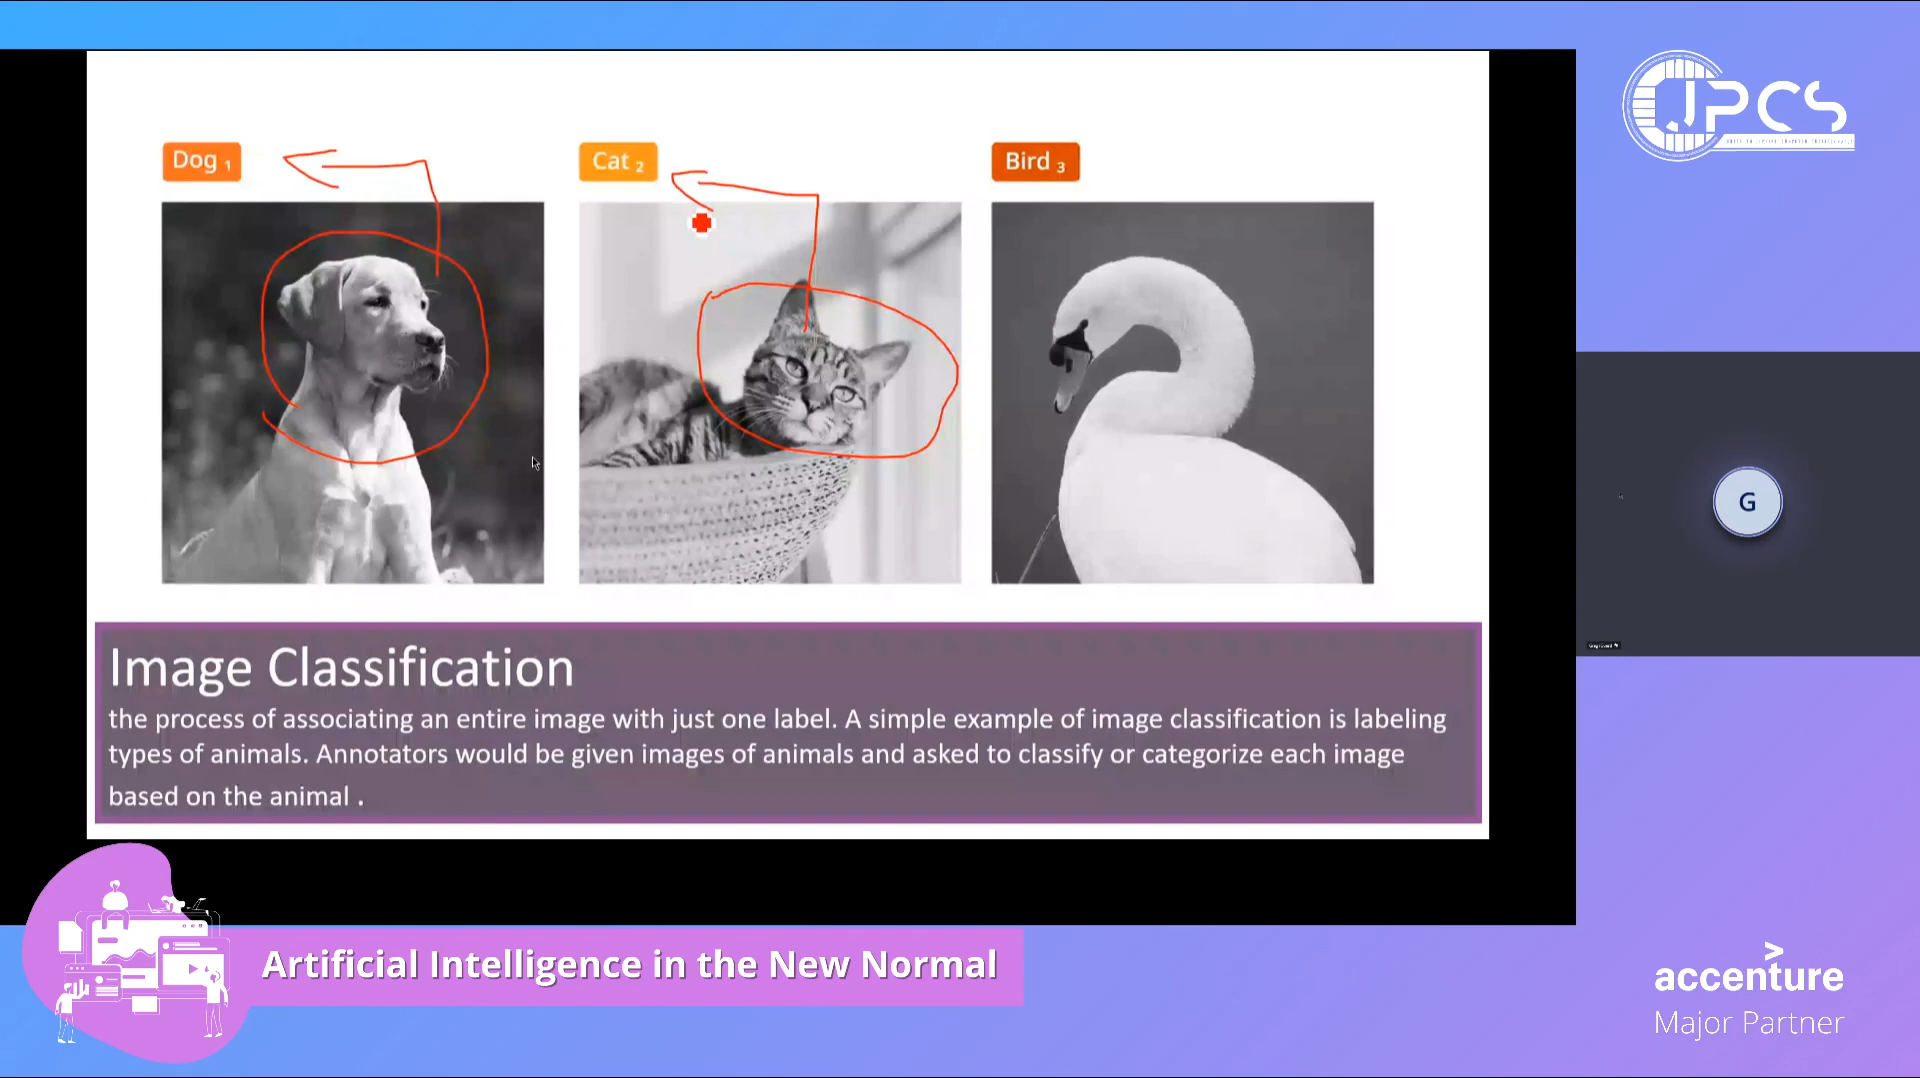 JPCS
Dog 1
Cat 2
Bird 3
G
Image Classification
the process of associating an entire image with just one label. A simple example of image classification is labeling
types of animals. Annotators would be given images of animals and asked to classify or categorize each image
based on the animal .
Artificial Intelligence in the New Normal
accenture
Major Partner